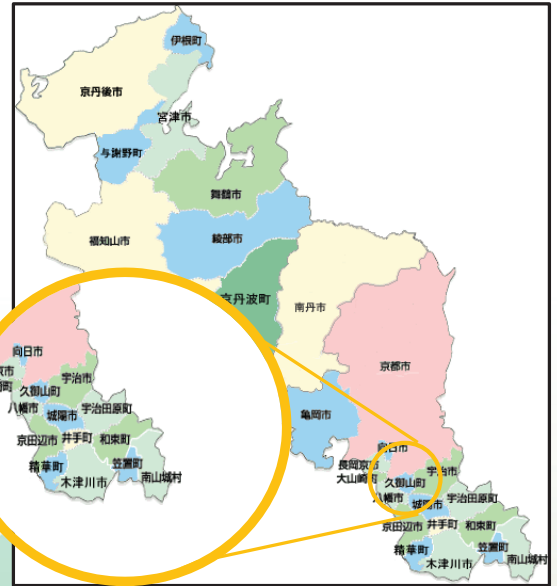 伊根町
京丹後市
宮津市
与謝野町
舞鶴市
福知山市
綾部市
京丹波町
南丹市
京都市
亀岡市
向日市
長岡京市
大山崎町
宇治市
久御山町
八幡市
城陽市
宇治田原町
京田辺市
井手町
和束町
精華町
笠置町
南山城村
木津川市
向日市
京市
町
宇治市
久御山町
八幡市
城陽市
宇治田原町
京田辺市
井手町
和束町
精華町
笠置町
南山城村
木津川市